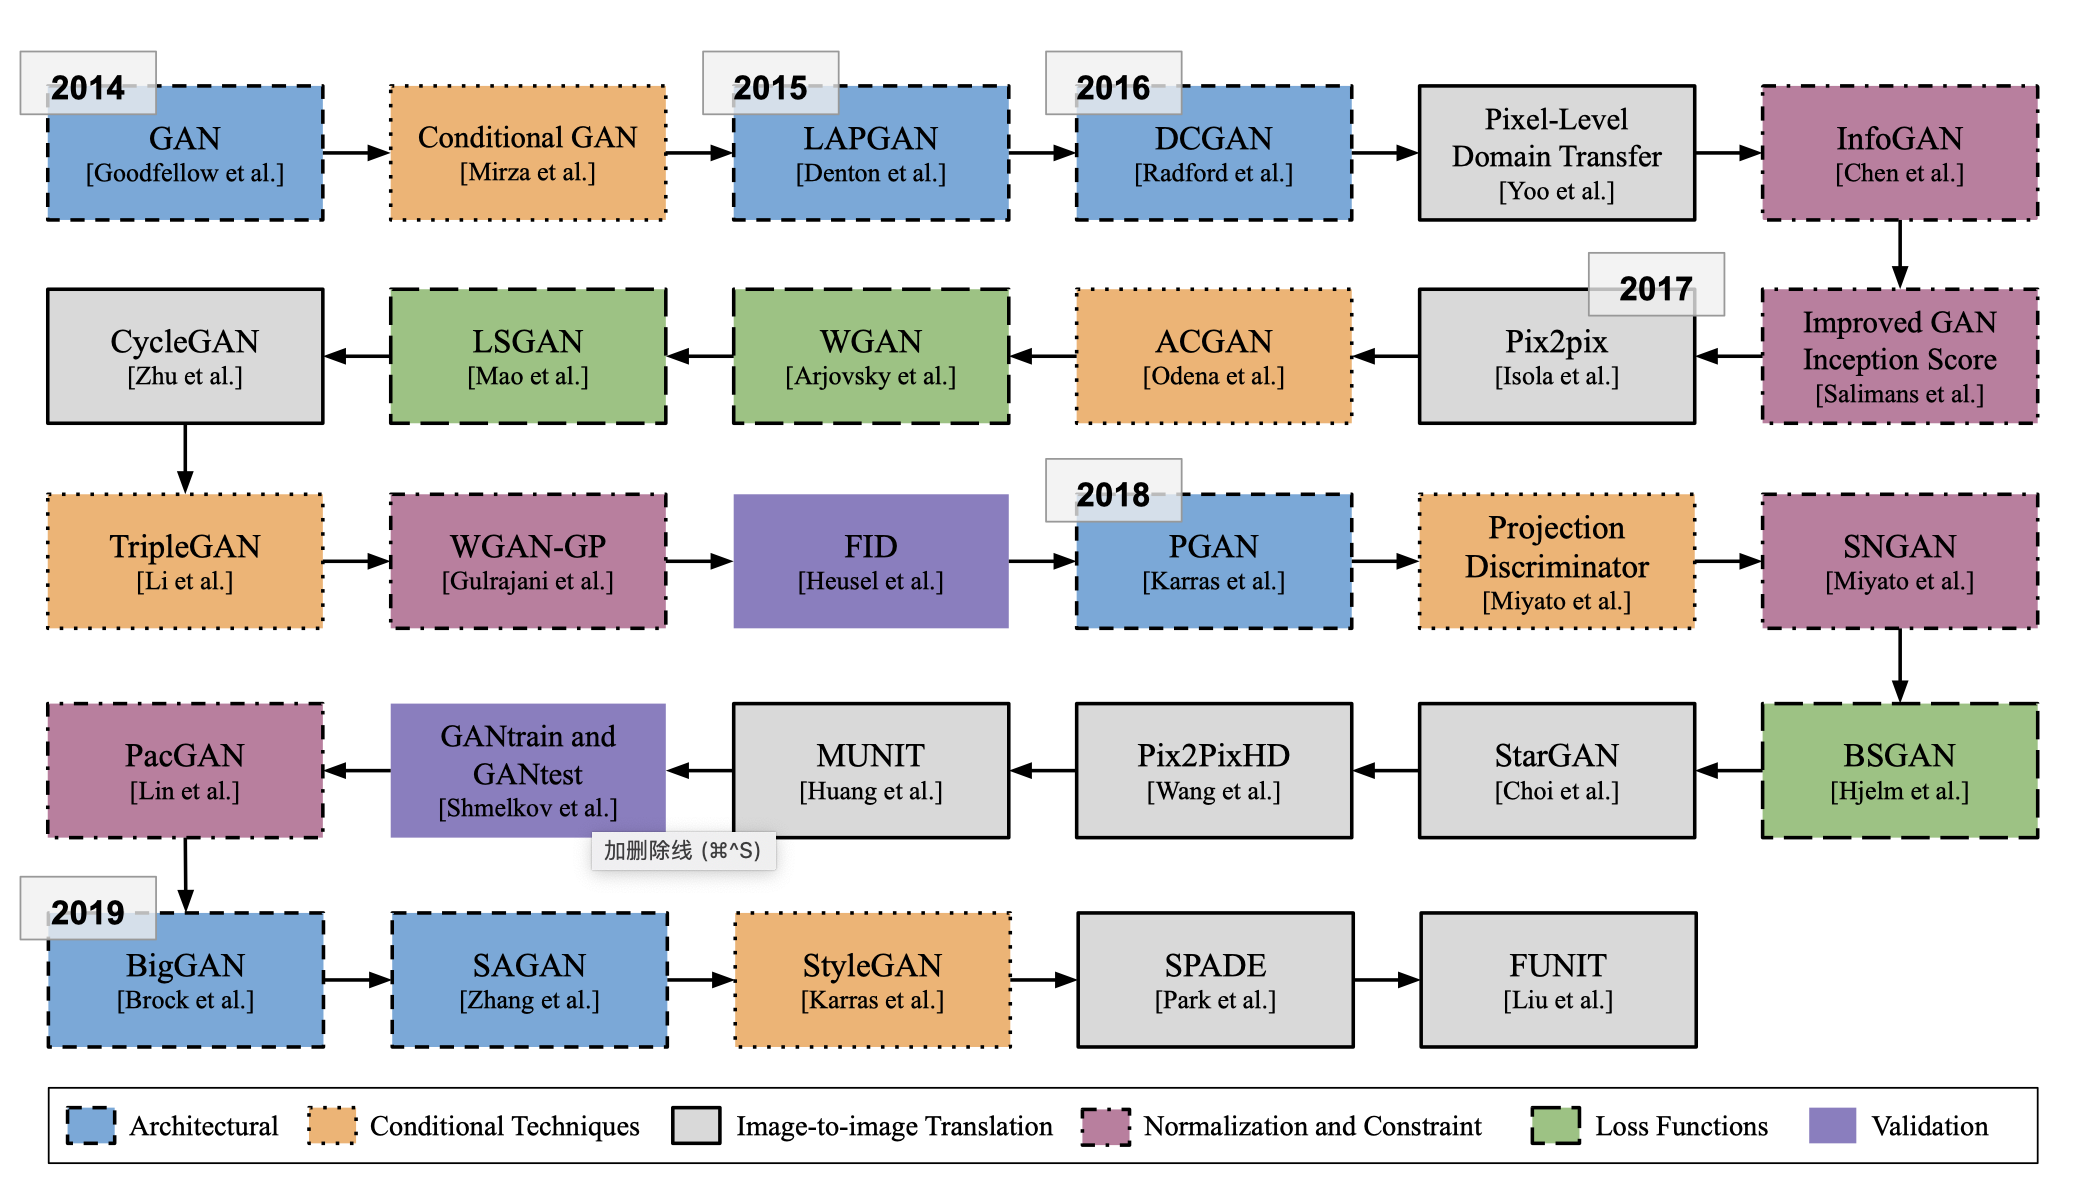 2014
GAN
[Goodfellow et al.]
Conditional GAN
[Mirza et al.]
2015
LAPGAN
[Denton et al.]
2016
DCGAN
[Radford et al.]
Pixel-Level
Domain Transfer
[Yoo et al.]
InfoGAN
[Chen et al.]
Improved GAN
Inception Score
[Salimans et al.]
2017
Pix2pix
[Isola et al.]
ACGAN
[Odena et al.]
WGAN
[Arjovsky et al.]
LSGAN
[Mao et al.]
CycleGAN
[Zhu et al.]
TripleGAN
[Li et al.]
WGAN-GP
[Gulrajani et al.]
FID
[Heusel et al.]
2018
PGAN
[Karras et al.]
Projection
Discriminator
[Miyato et al.]
SNGAN
[Miyato et al.]
BSGAN
[Hjelm et al.]
StarGAN
[Choi et al.]
Pix2PixHD
[Wang et al.]
MUNIT
[Huang et al.]
GANtrain and
GANtest
[Shmelkov et al.]
加删除线 (⌘^S)
PacGAN
[Lin et al.]
2019
BigGAN
[Brock et al.]
SAGAN
[Zhang et al.]
StyleGAN
[Karras et al.]
SPADE
[Park et al.]
FUNIT
[Liu et al.]
Architectural
Conditional Techniques
Image-to-image Translation
Normalization and Constraint
Loss Functions
Validation